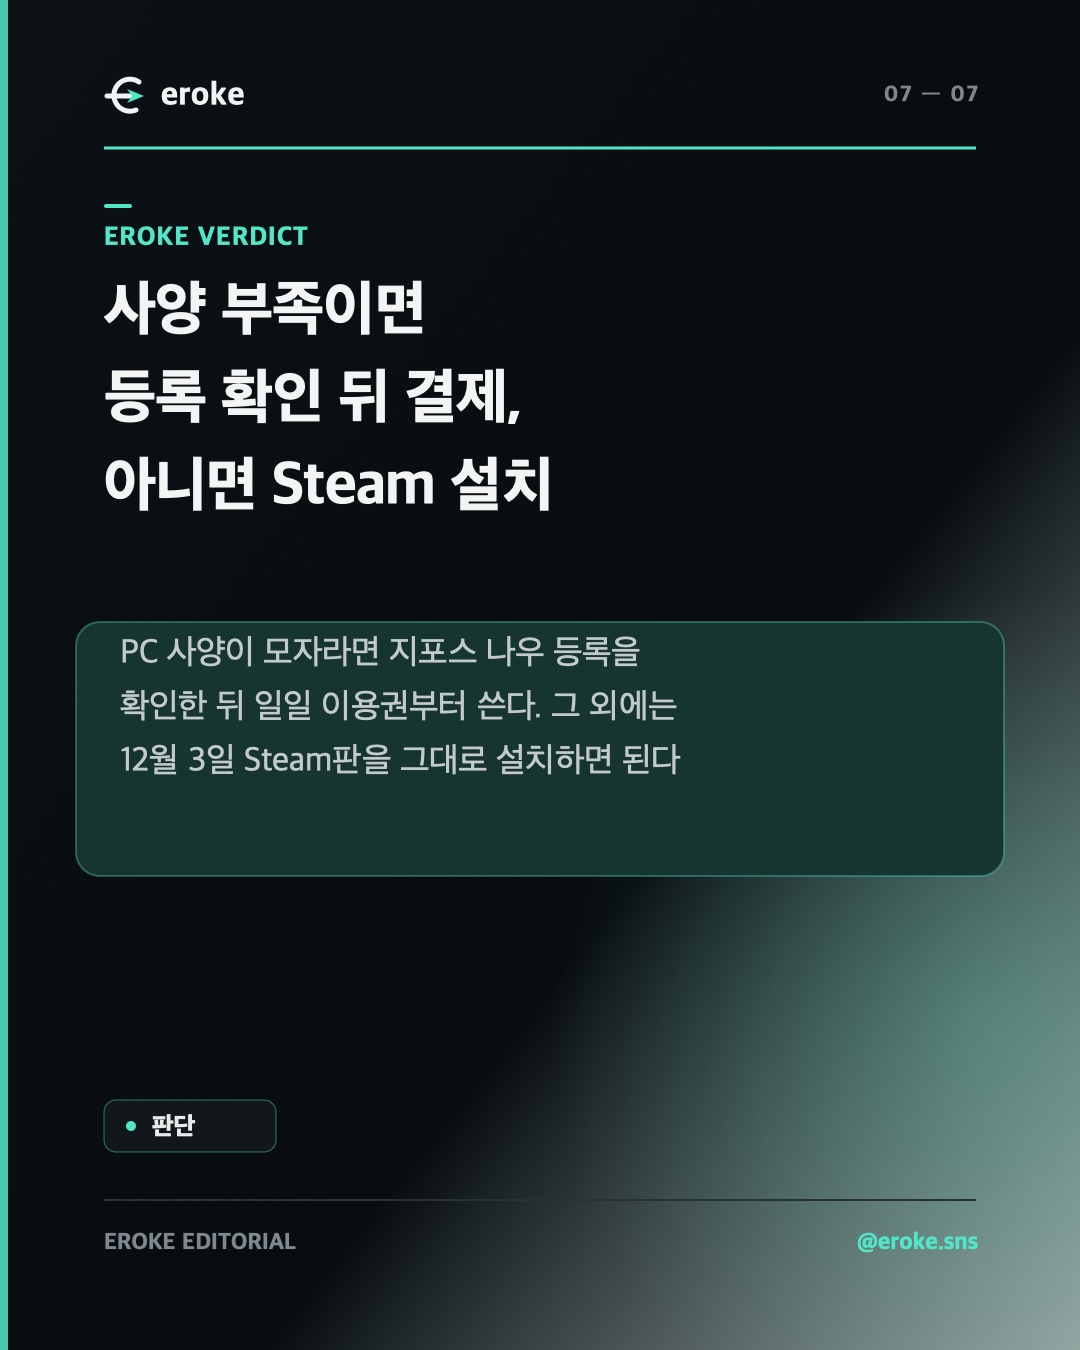 eroke
07 — 07
EROKE VERDICT
사양 부족이면
등록 확인 뒤 결제,
아니면 Steam 설치
PC 사양이 모자라면 지포스 나우 등록을
확인한 뒤 일일 이용권부터 쓴다. 그 외에는
12월 3일 Steam판을 그대로 설치하면 된다
판단
EROKE EDITORIAL
@eroke.sns